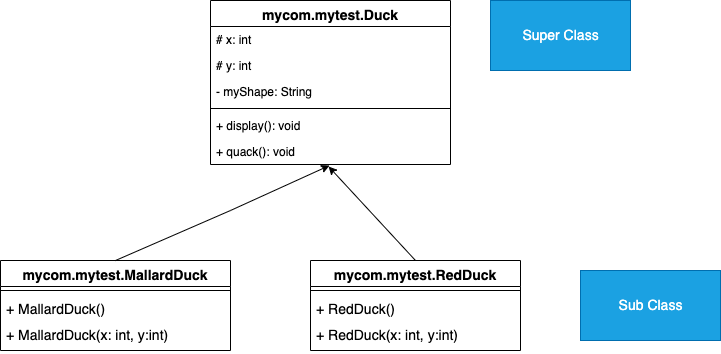 mycom.mytest.Duck
# x: int
# y: int
- myShape: String
+ display(): void
+ quack(): void
Super Class
mycom.mytest.MallardDuck
+ MallardDuck()
+ MallardDuck(x: int, y:int)
mycom.mytest.RedDuck
+ RedDuck()
+ RedDuck(x: int, y:int)
Sub Class